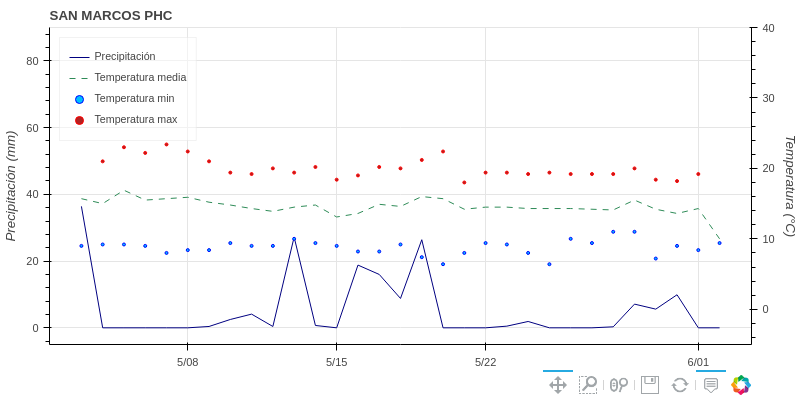 SAN MARCOS PHC
Precipitación
Temperatura media
Temperatura min
Temperatura max
Precipitación (mm)
80
60
40
20
0
Temperatura (°C)
40
30
20
10
0
5/08 5/15 5/22 6/01